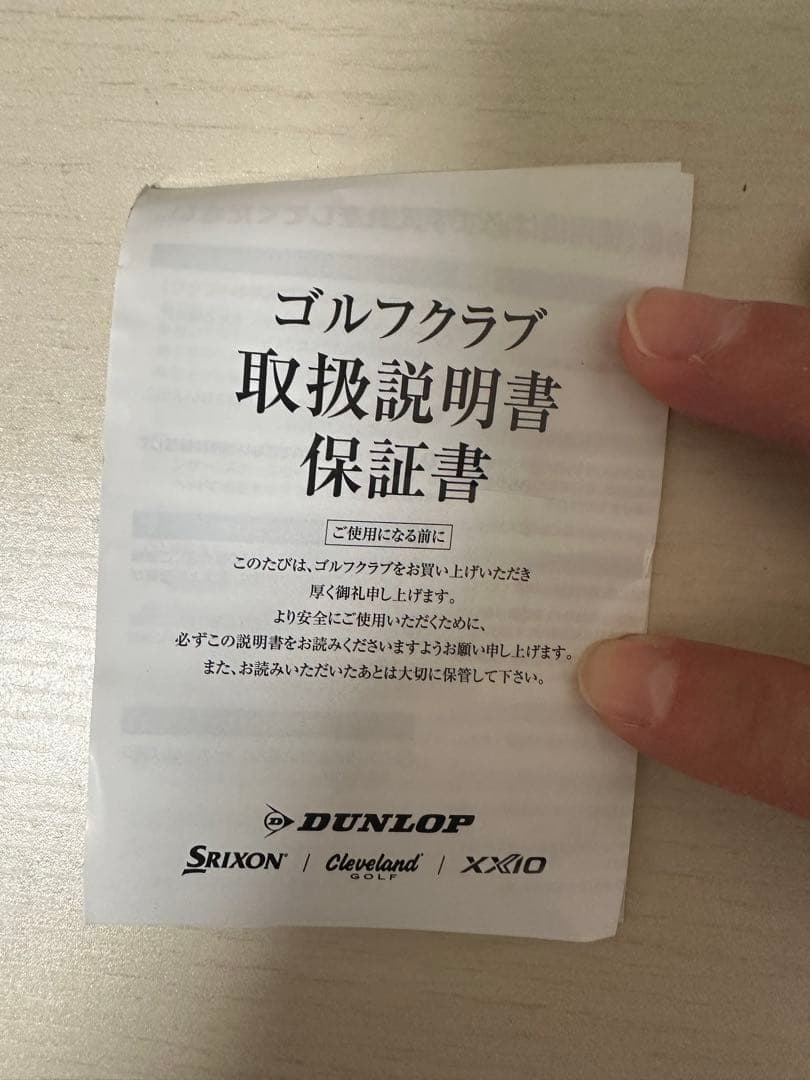 ゴルフクラブ
取扱説明書
保証書
ご使用になる前に
このたびは、ゴルフクラブをお買い上げいただき
厚く御礼申し上げます。
より安全にご使用いただくために、
必ずこの説明書をお読みくださいますようお願い申し上げます。
また、お読みいただいたあとは大切に保管して下さい。
DUNLOP
SRIXON / Cleveland GOLF / XXIO